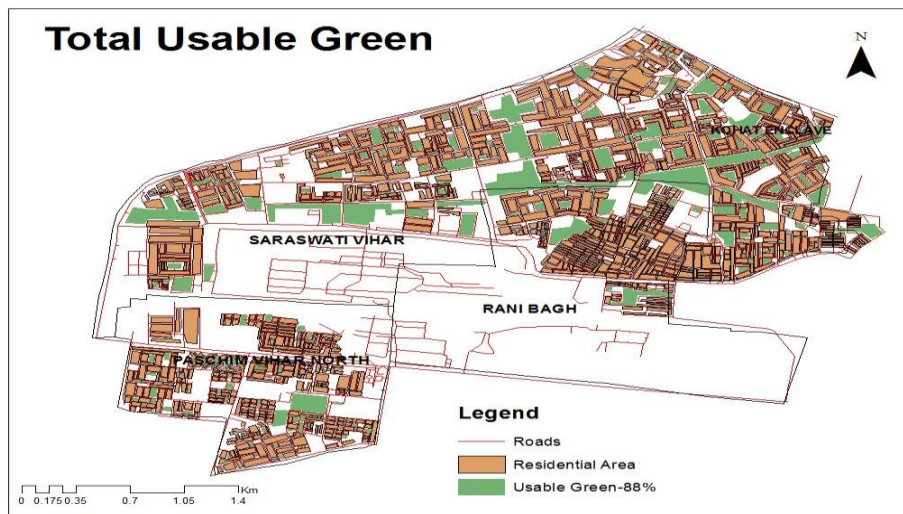 Total Usable Green
N
KOHAT ENCLAVE
SARASWATI VIHAR
RANI BAGH
PASCHIM VIHAR NORTH
Legend
Roads
Residential Area
Usable Green-88%
Km
0 0.175 0.35 0.7 1.05 1.4